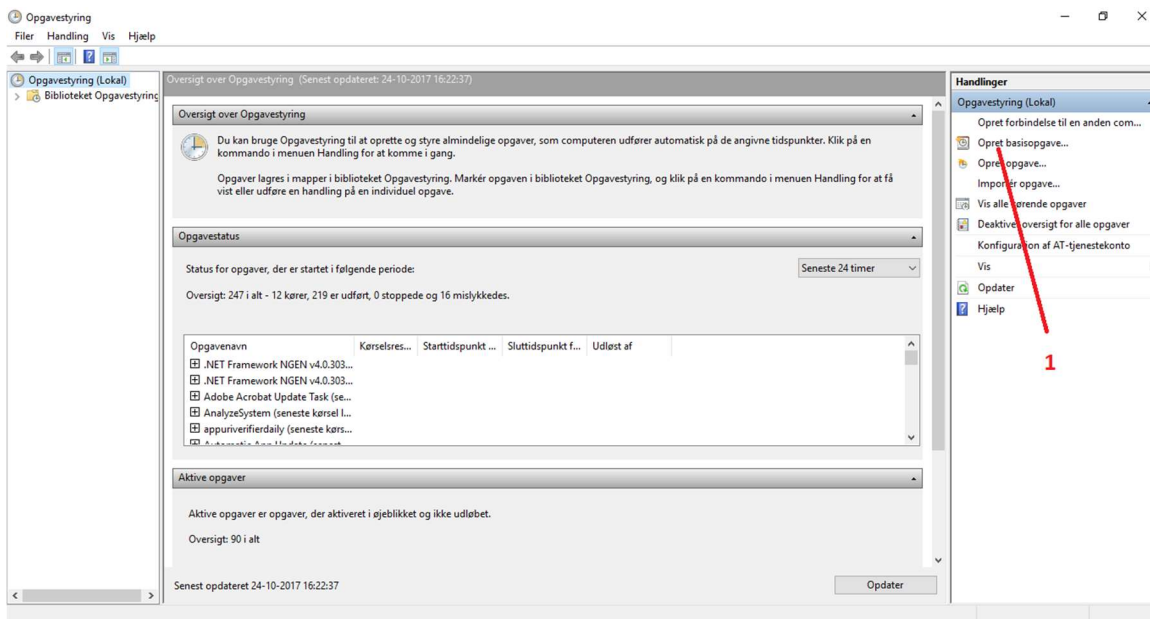 Opgavestyring
Filer Handling Vis Hjælp
Opgavestyring (Lokal)
Biblioteket Opgavestyring
Oversigt over Opgavestyring (Senest opdateret: 24-10-2017 16:22:37)
Oversigt over Opgavestyring
Du kan bruge Opgavestyring til at oprette og styre almindelige opgaver, som computeren udfører automatisk på de angivne tidspunkter. Klik på en
kommando i menuen Handling for at komme i gang.
Opgaver lagres i mapper i biblioteket Opgavestyring. Markér opgaven i biblioteket Opgavestyring, og klik på en kommando i menuen Handling for at få
vist eller udføre en handling på en individuel opgave.
Opgavestatus
Status for opgaver, der er startet i følgende periode:
Seneste 24 timer
Oversigt: 247 i alt - 12 kører, 219 er udført, 0 stoppede og 16 mislykkedes.
Opgavenavn Kørselsres... Starttidspunkt ... Sluttidspunkt f... Udløst af
.NET Framework NGEN v4.0.303...
.NET Framework NGEN v4.0.303...
Adobe Acrobat Update Task (se...
AnalyzeSystem (seneste kørsel l...
appuriverifierdaily (seneste kørs...
Automatic App Update (senest
Aktive opgaver
Aktive opgaver er opgaver, der aktiveret i øjeblikket og ikke udløbet.
Oversigt: 90 i alt
Senest opdateret 24-10-2017 16:22:37
Opdater
Handlinger
Opgavestyring (Lokal)
Opret forbindelse til en anden com...
Opret basisopgave...
Opret opgave...
Importér opgave...
Vis alle kørende opgaver
Deaktiver oversigt for alle opgaver
Konfiguration af AT-tjenestekonto
Vis
Opdater
Hjælp
1